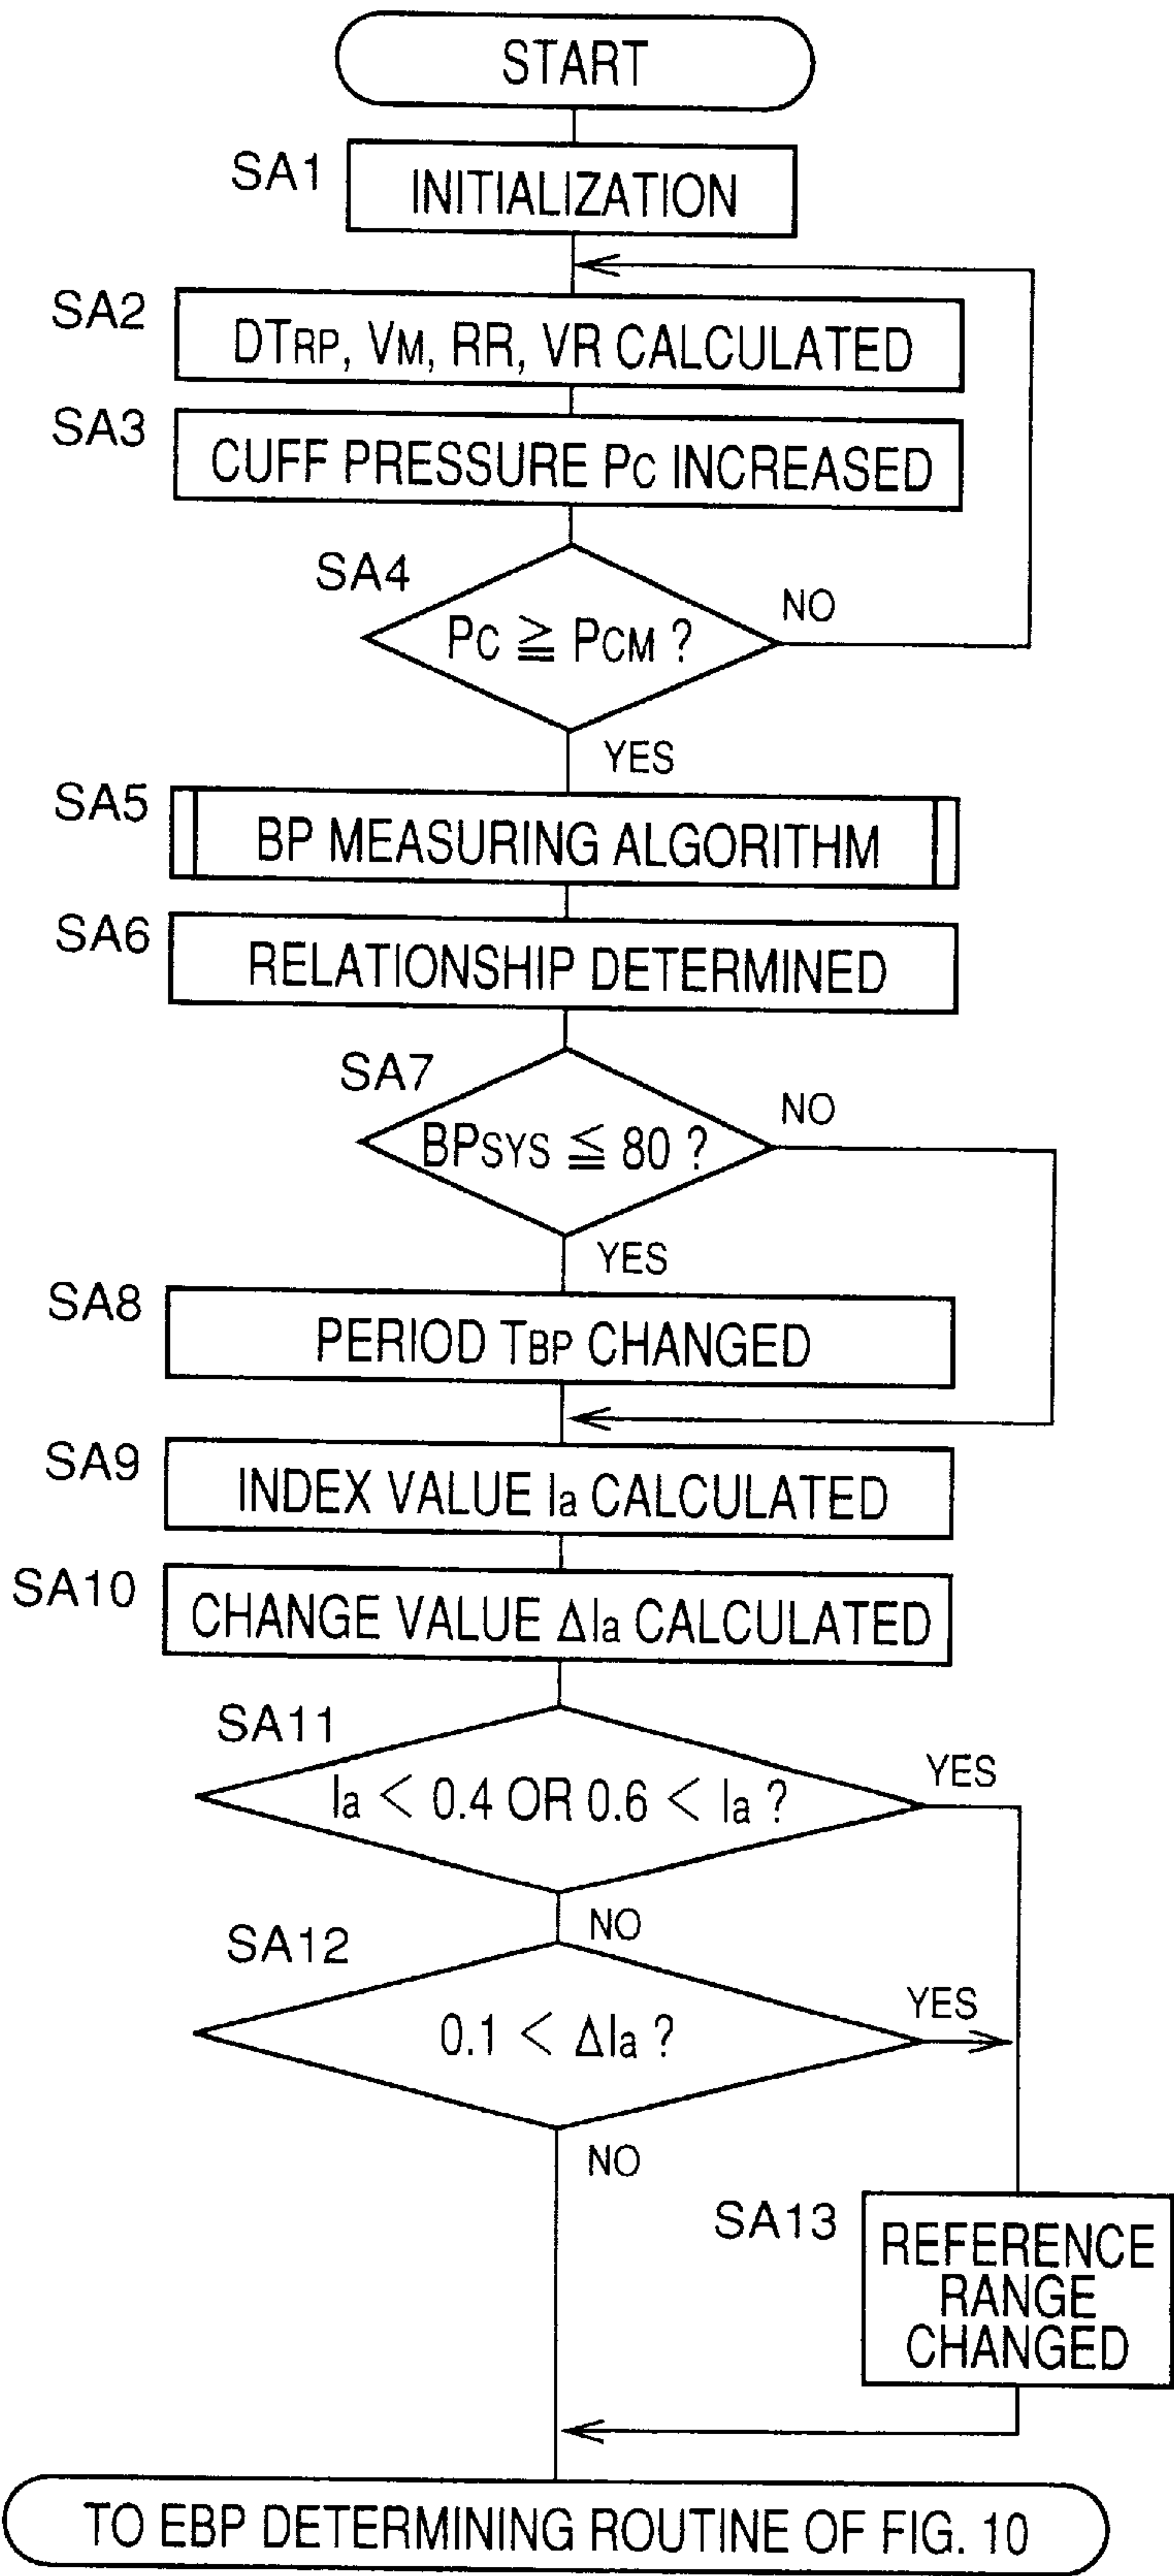 START
SA1
INITIALIZATION
SA2
DTRP, VM, RR, VR CALCULATED
SA3
CUFF PRESSURE PC INCREASED
SA4
PC ≧ PCM ?
NO
YES
SA5
BP MEASURING ALGORITHM
SA6
RELATIONSHIP DETERMINED
SA7
BPSYS ≦ 80 ?
NO
YES
SA8
PERIOD TBP CHANGED
SA9
INDEX VALUE Ia CALCULATED
SA10
CHANGE VALUE ΔIa CALCULATED
SA11
Ia < 0.4 OR 0.6 < Ia ?
YES
NO
SA12
0.1 < ΔIa ?
YES
NO
SA13
REFERENCE
RANGE
CHANGED
TO EBP DETERMINING ROUTINE OF FIG. 10